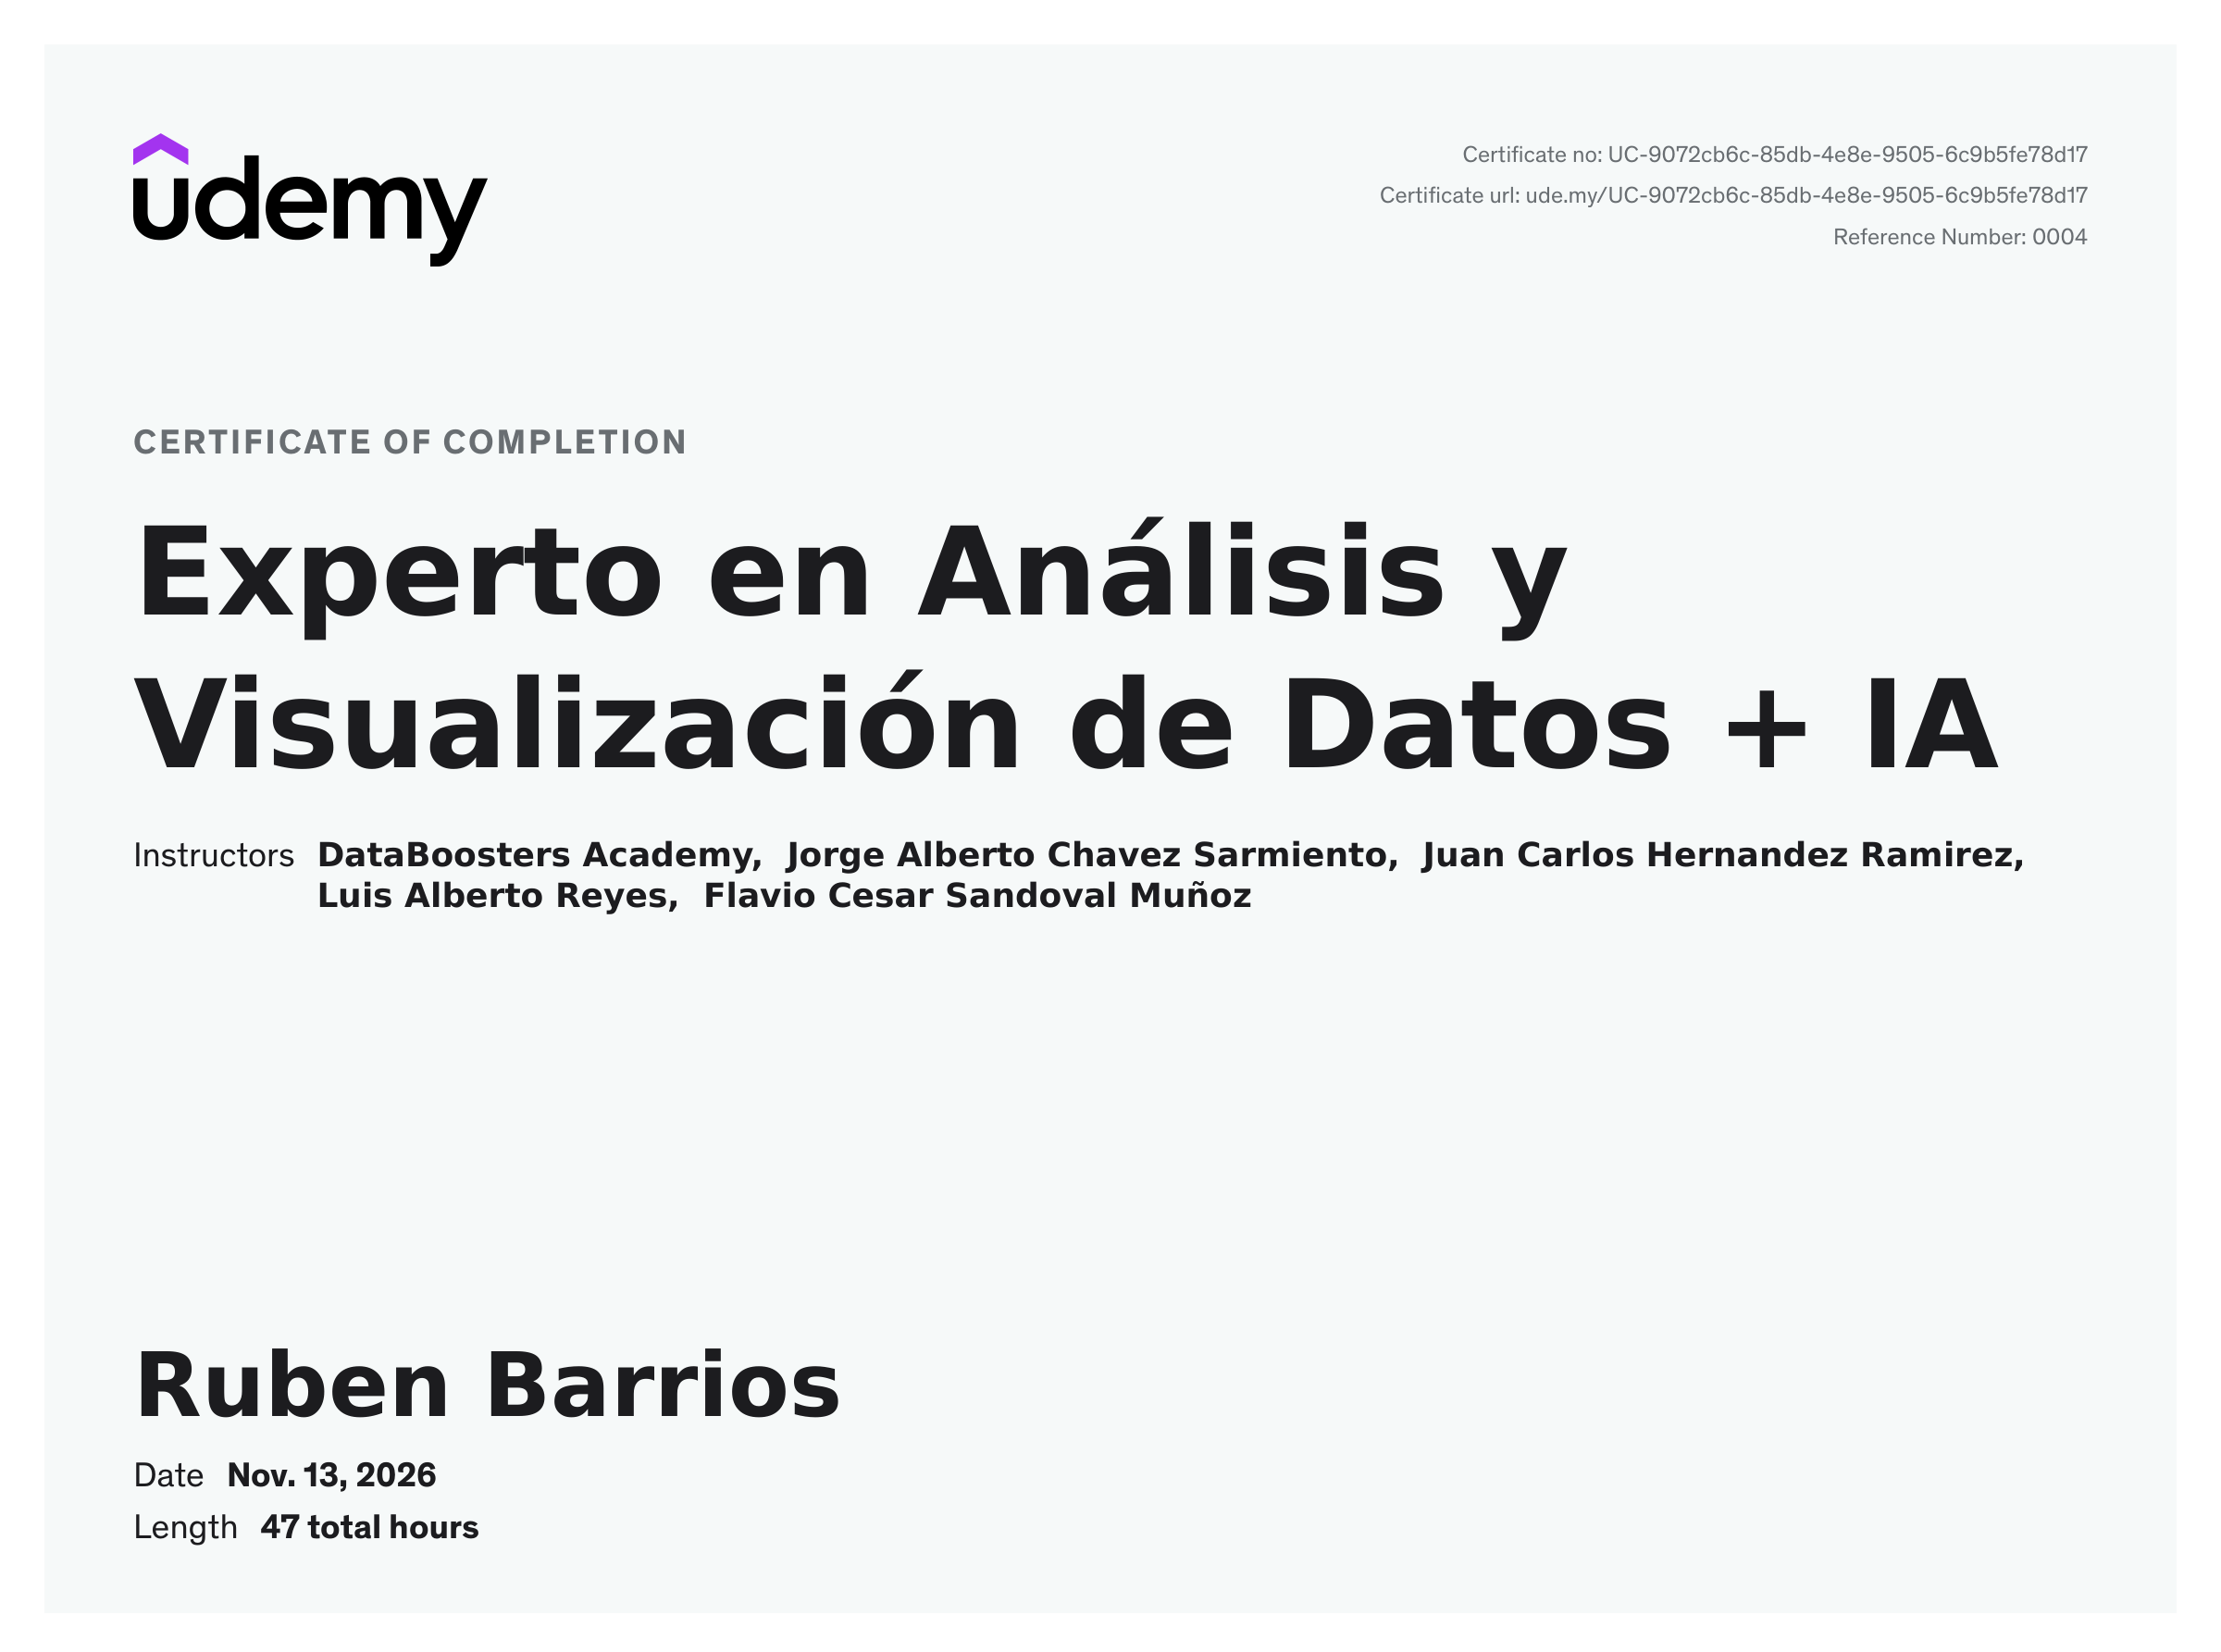 udemy
Certificate no: UC-9072cb6c-85db-4e8e-9505-6c9b5fe78d17
Certificate url: ude.my/UC-9072cb6c-85db-4e8e-9505-6c9b5fe78d17
Reference Number: 0004
CERTIFICATE OF COMPLETION
Experto en Análisis y
Visualización de Datos + IA
Instructors DataBoosters Academy, Jorge Alberto Chavez Sarmiento, Juan Carlos Hernandez Ramirez,
Luis Alberto Reyes, Flavio Cesar Sandoval Muñoz
Ruben Barrios
Date Nov. 13, 2026
Length 47 total hours